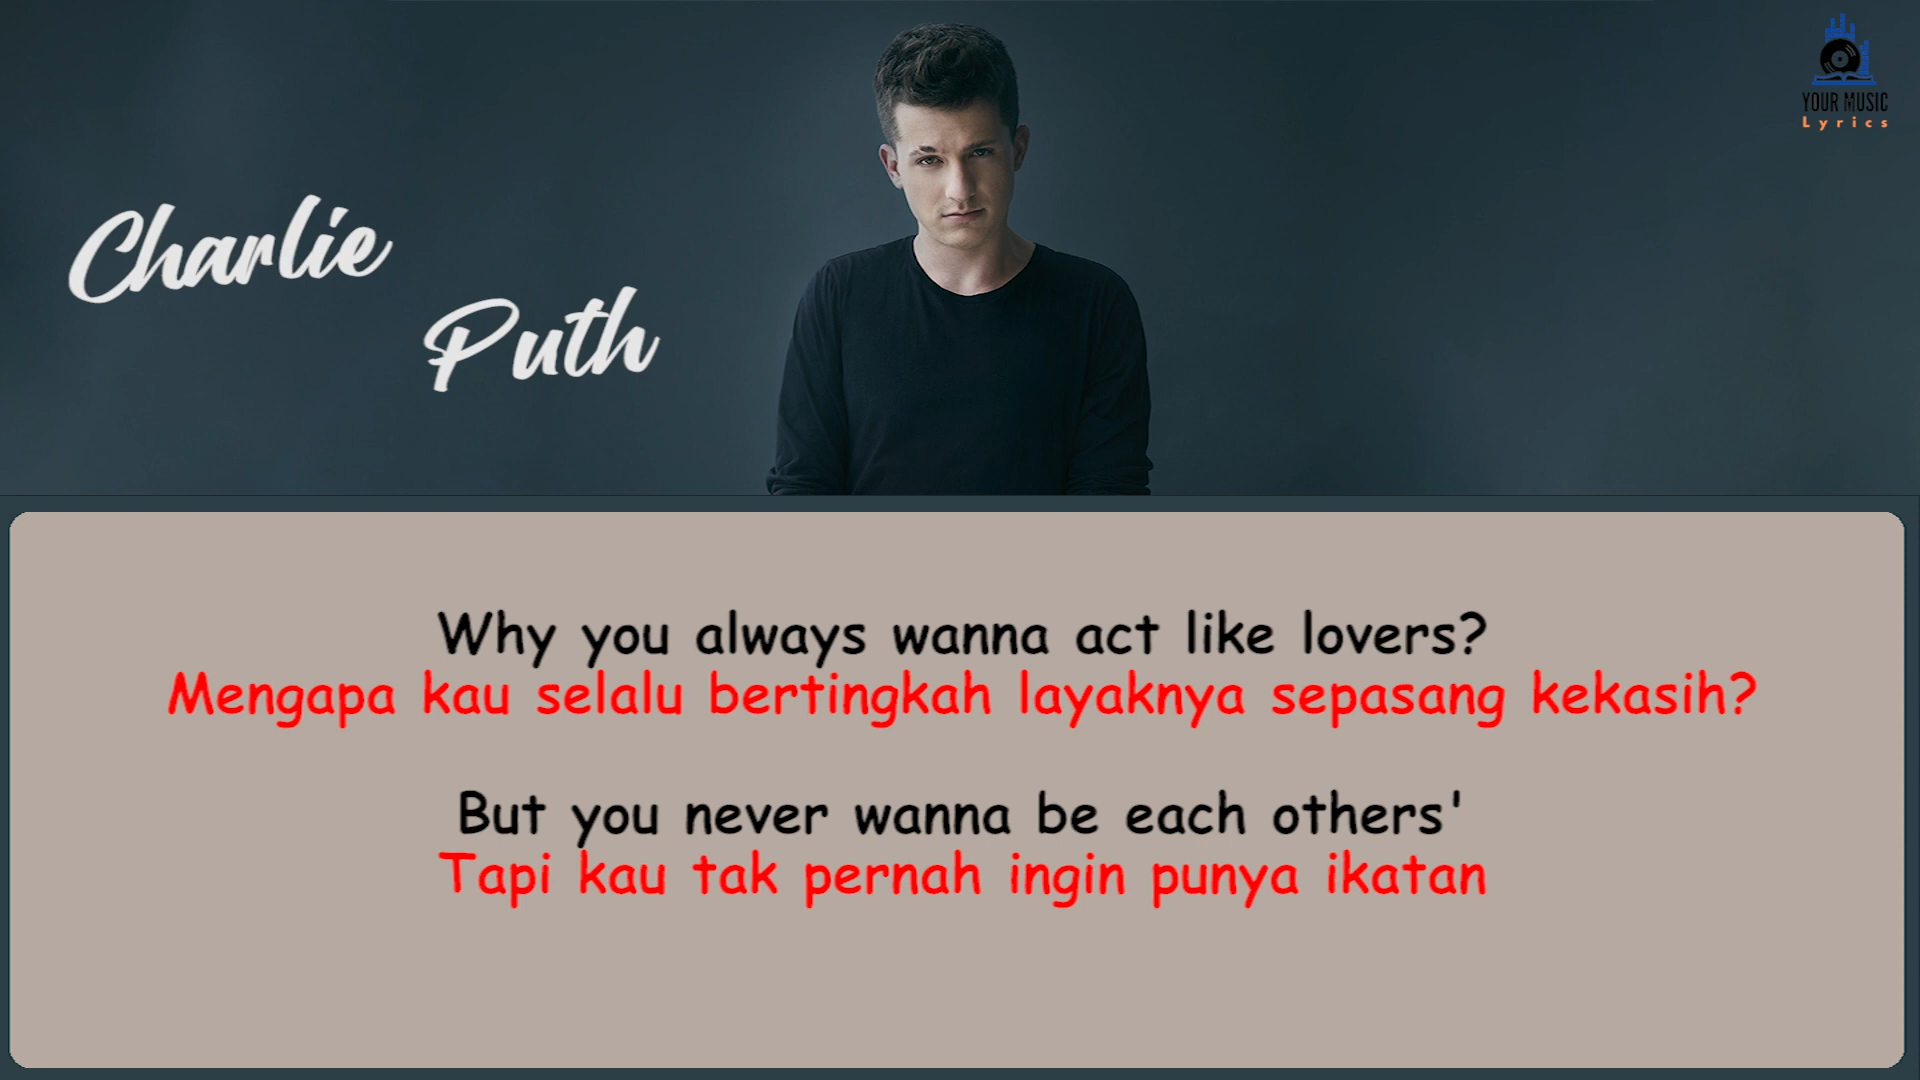 YOUR MUSIC
Lyrics
Charlie
Puth
Why you always wanna act like lovers?
Mengapa kau selalu bertingkah layaknya sepasang kekasih?
But you never wanna be each others'
Tapi kau tak pernah ingin punya ikatan